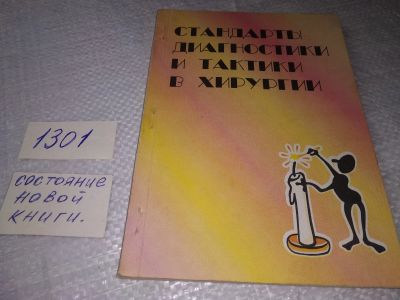 СТАНДАРТЫ
ДИАГНОСТИКИ
И ТАКТИКИ
В ХИРУРГИИ
1301
СОСТОЯНИЕ
НОВОЙ
КНИГИ.